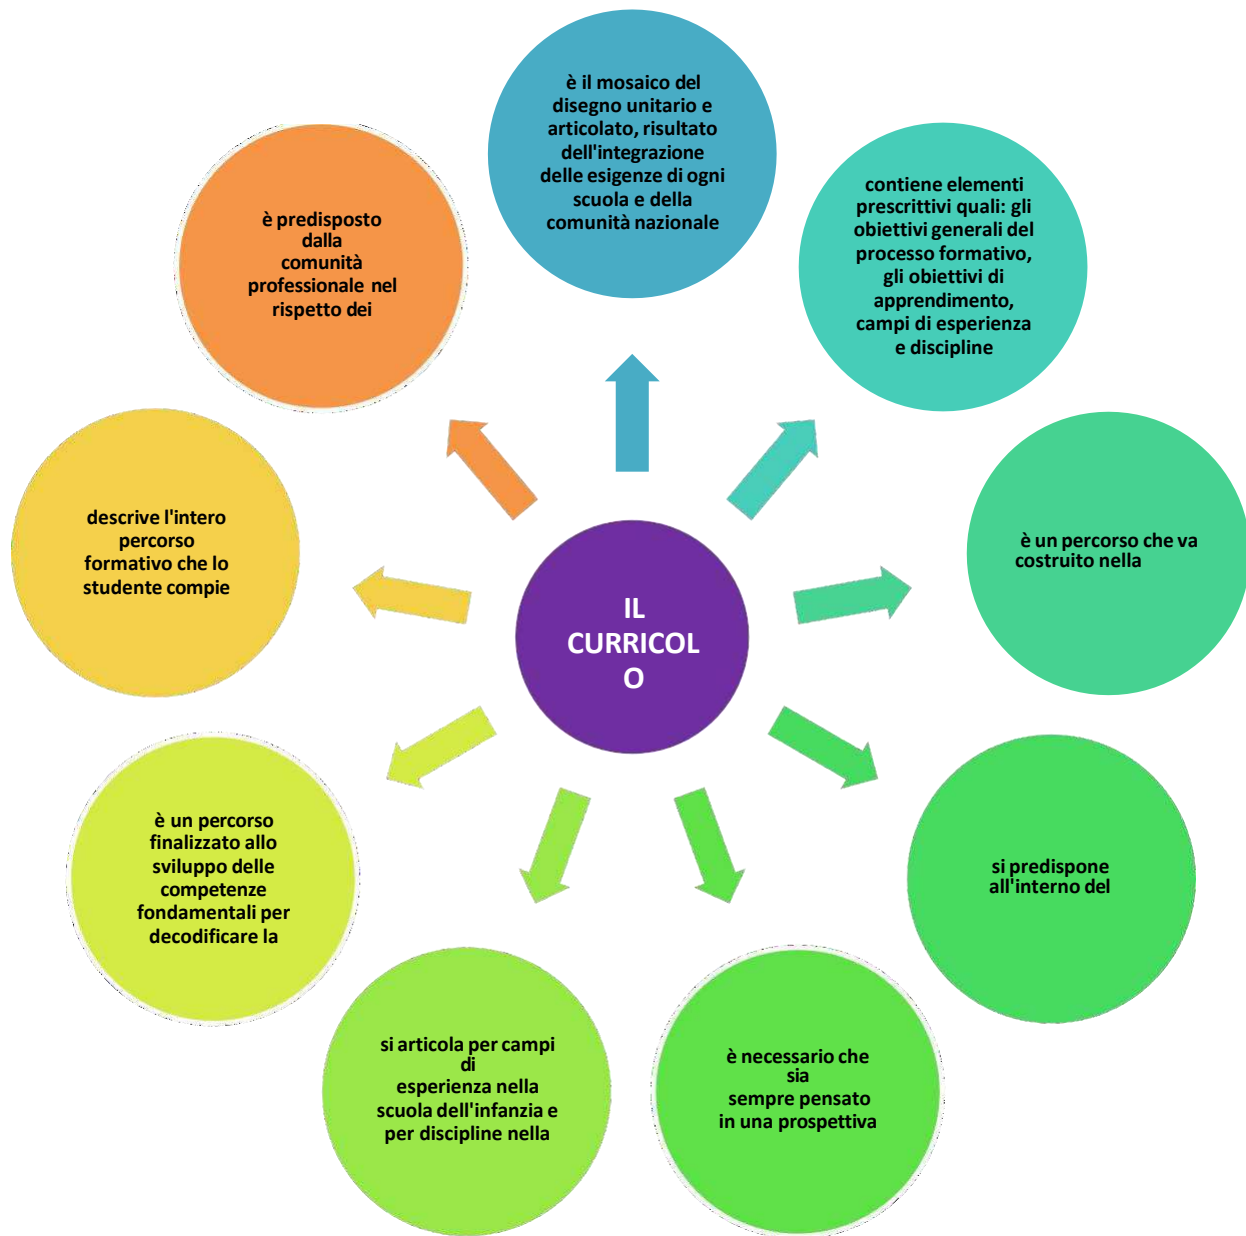 è il mosaico del
disegno unitario e
articolato, risultato
dell'integrazione
delle esigenze di ogni
scuola e della
comunità nazionale
contiene elementi
prescrittivi quali: gli
obiettivi generali del
processo formativo,
gli obiettivi di
apprendimento,
campi di esperienza
e discipline
è un percorso che va
costruito nella
si predispone
all'interno del
è necessario che
sia
sempre pensato
in una prospettiva
si articola per campi
di
esperienza nella
scuola dell'infanzia e
per discipline nella
è un percorso
finalizzato allo
sviluppo delle
competenze
fondamentali per
decodificare la
descrive l'intero
percorso
formativo che lo
studente compie
è predisposto
dalla
comunità
professionale nel
rispetto dei
IL
CURRICOL
O